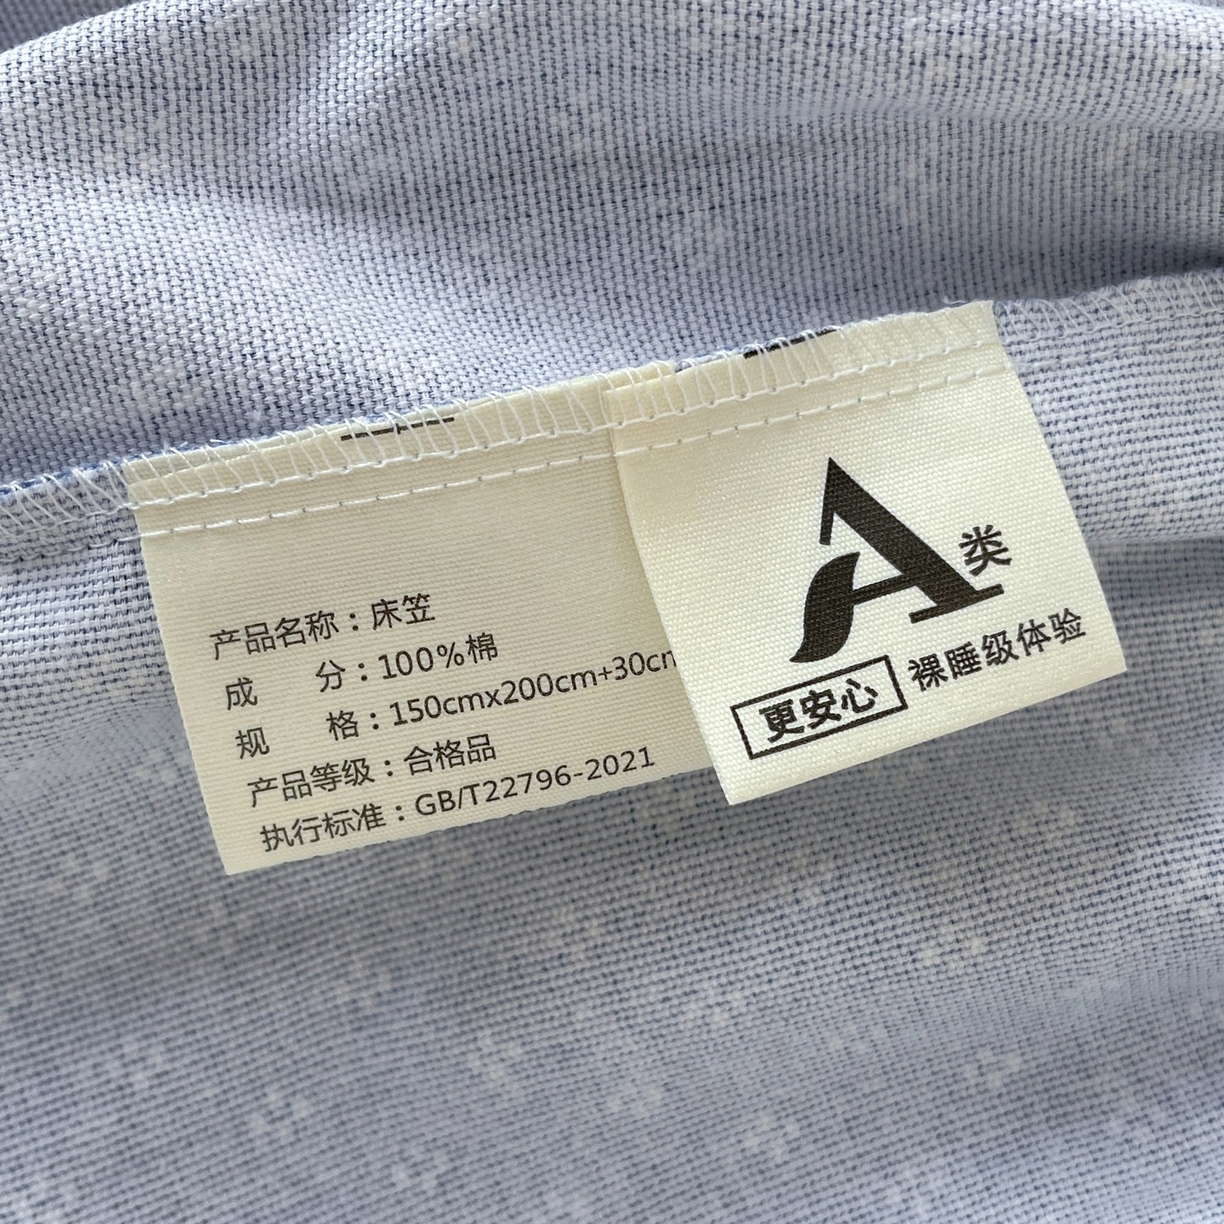 产品名称：床笠
成 分：100%棉
规 格：150cmx200cm+30cm
产品等级：合格品
执行标准：GB/T22796-2021
A类
更安心 裸睡级体验